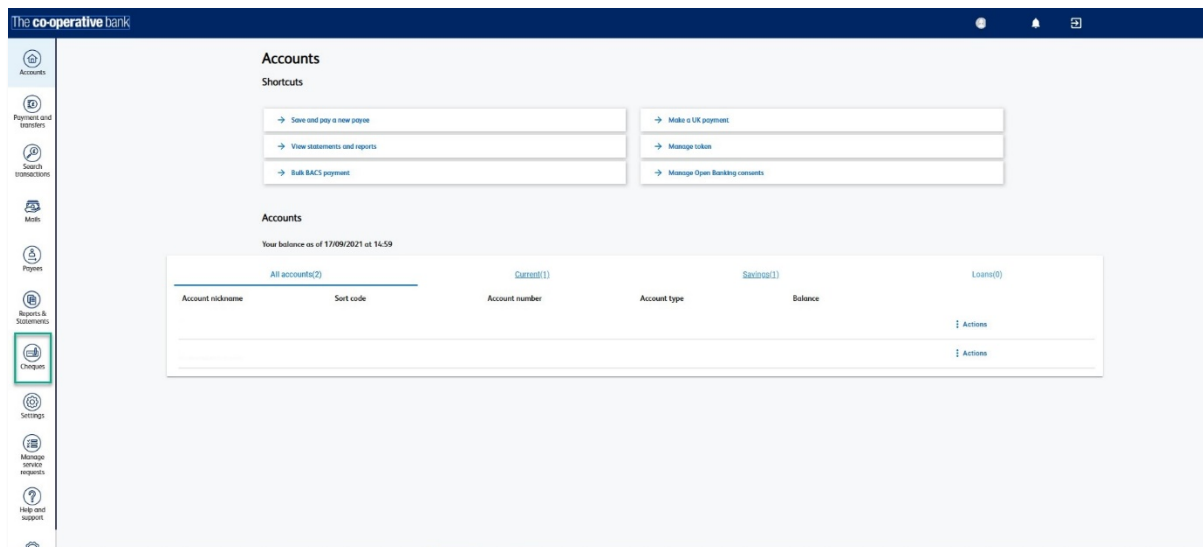 The co-operative bank
Accounts
Payment and
transfers
Search
transactions
Mails
Payees
Reports &
Statements
Cheques
Settings
Manage
service
requests
Help and
support
Accounts
Shortcuts
Save and pay a new payee
Make a UK payment
View statements and reports
Manage token
Bulk BACS payment
Manage Open Banking consents
Accounts
Your balance as of 17/09/2021 at 14:59
All accounts(2) Current(1) Savings(1) Loans(0)
Account nickname Sort code Account number Account type Balance
Actions
Actions